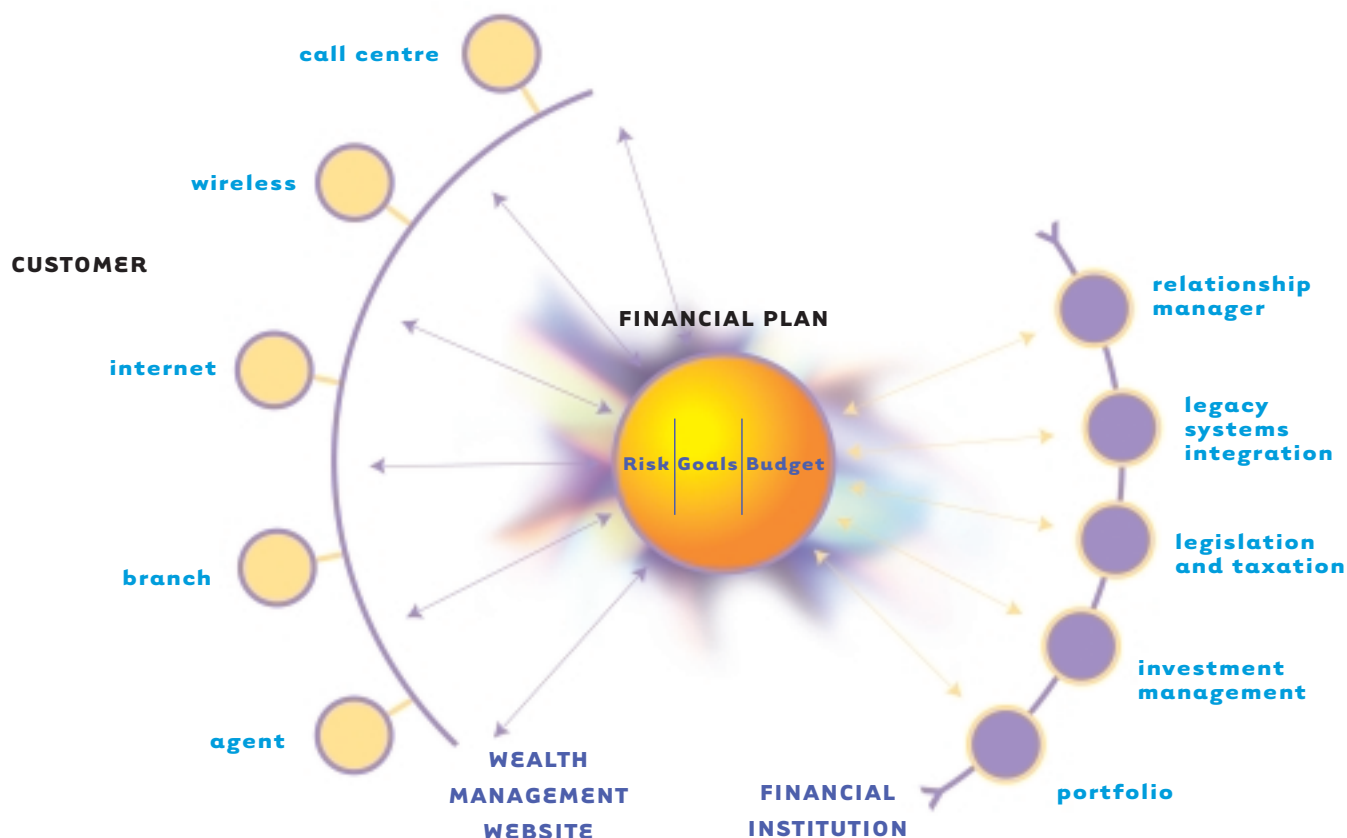 call centre
wireless
CUSTOMER
internet
branch
agent
FINANCIAL PLAN
Risk Goals Budget
relationship
manager
legacy
systems
integration
legislation
and taxation
investment
management
portfolio
WEALTH
MANAGEMENT
WEBSITE
FINANCIAL
INSTITUTION